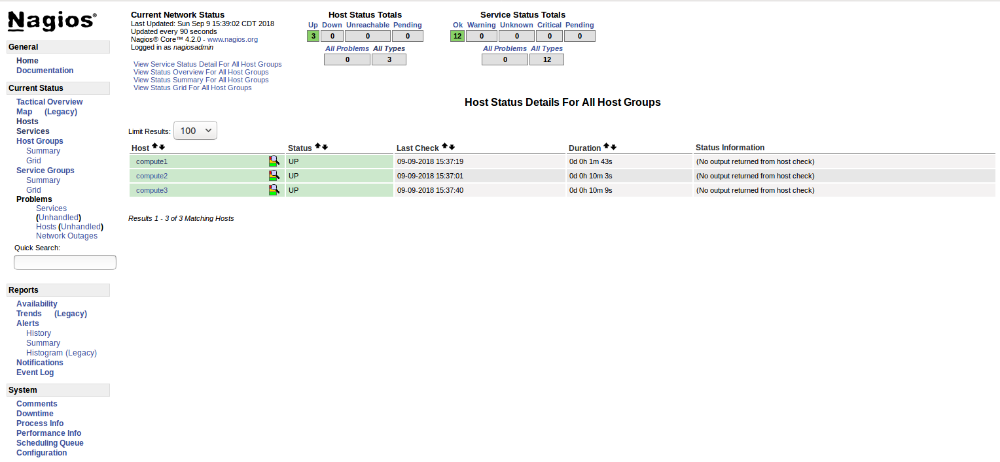 Nagios®
General
Home
Documentation
Current Status
Tactical Overview
Map (Legacy)
Hosts
Services
Host Groups
Summary
Grid
Service Groups
Summary
Grid
Problems
Services
(Unhandled)
Hosts (Unhandled)
Network Outages
Quick Search:
Reports
Availability
Trends (Legacy)
Alerts
History
Summary
Histogram (Legacy)
Notifications
Event Log
System
Comments
Downtime
Process Info
Performance Info
Scheduling Queue
Configuration
Current Network Status
Last Updated: Sun Sep 9 15:39:02 CDT 2018
Updated every 90 seconds
Nagios® Core™ 4.2.0 - www.nagios.org
Logged in as nagiosadmin
View Service Status Detail For All Host Groups
View Status Overview For All Host Groups
View Status Summary For All Host Groups
View Status Grid For All Host Groups
Host Status Totals
Up Down Unreachable Pending
3 0 0 0
All Problems All Types
0 3
Service Status Totals
Ok Warning Unknown Critical Pending
12 0 0 0 0
All Problems All Types
0 12
Host Status Details For All Host Groups
Limit Results: 100
Host Status Last Check Duration Status Information
compute1 UP 09-09-2018 15:37:19 0d 0h 1m 43s (No output returned from host check)
compute2 UP 09-09-2018 15:37:01 0d 0h 10m 3s (No output returned from host check)
compute3 UP 09-09-2018 15:37:40 0d 0h 10m 9s (No output returned from host check)
Results 1 - 3 of 3 Matching Hosts